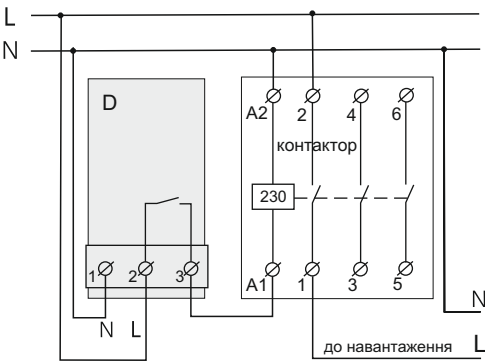 L
N
D
A2 2 4 6
контактор
230
1 2 3
A1 1 3 5
N L
N
до навантаження L